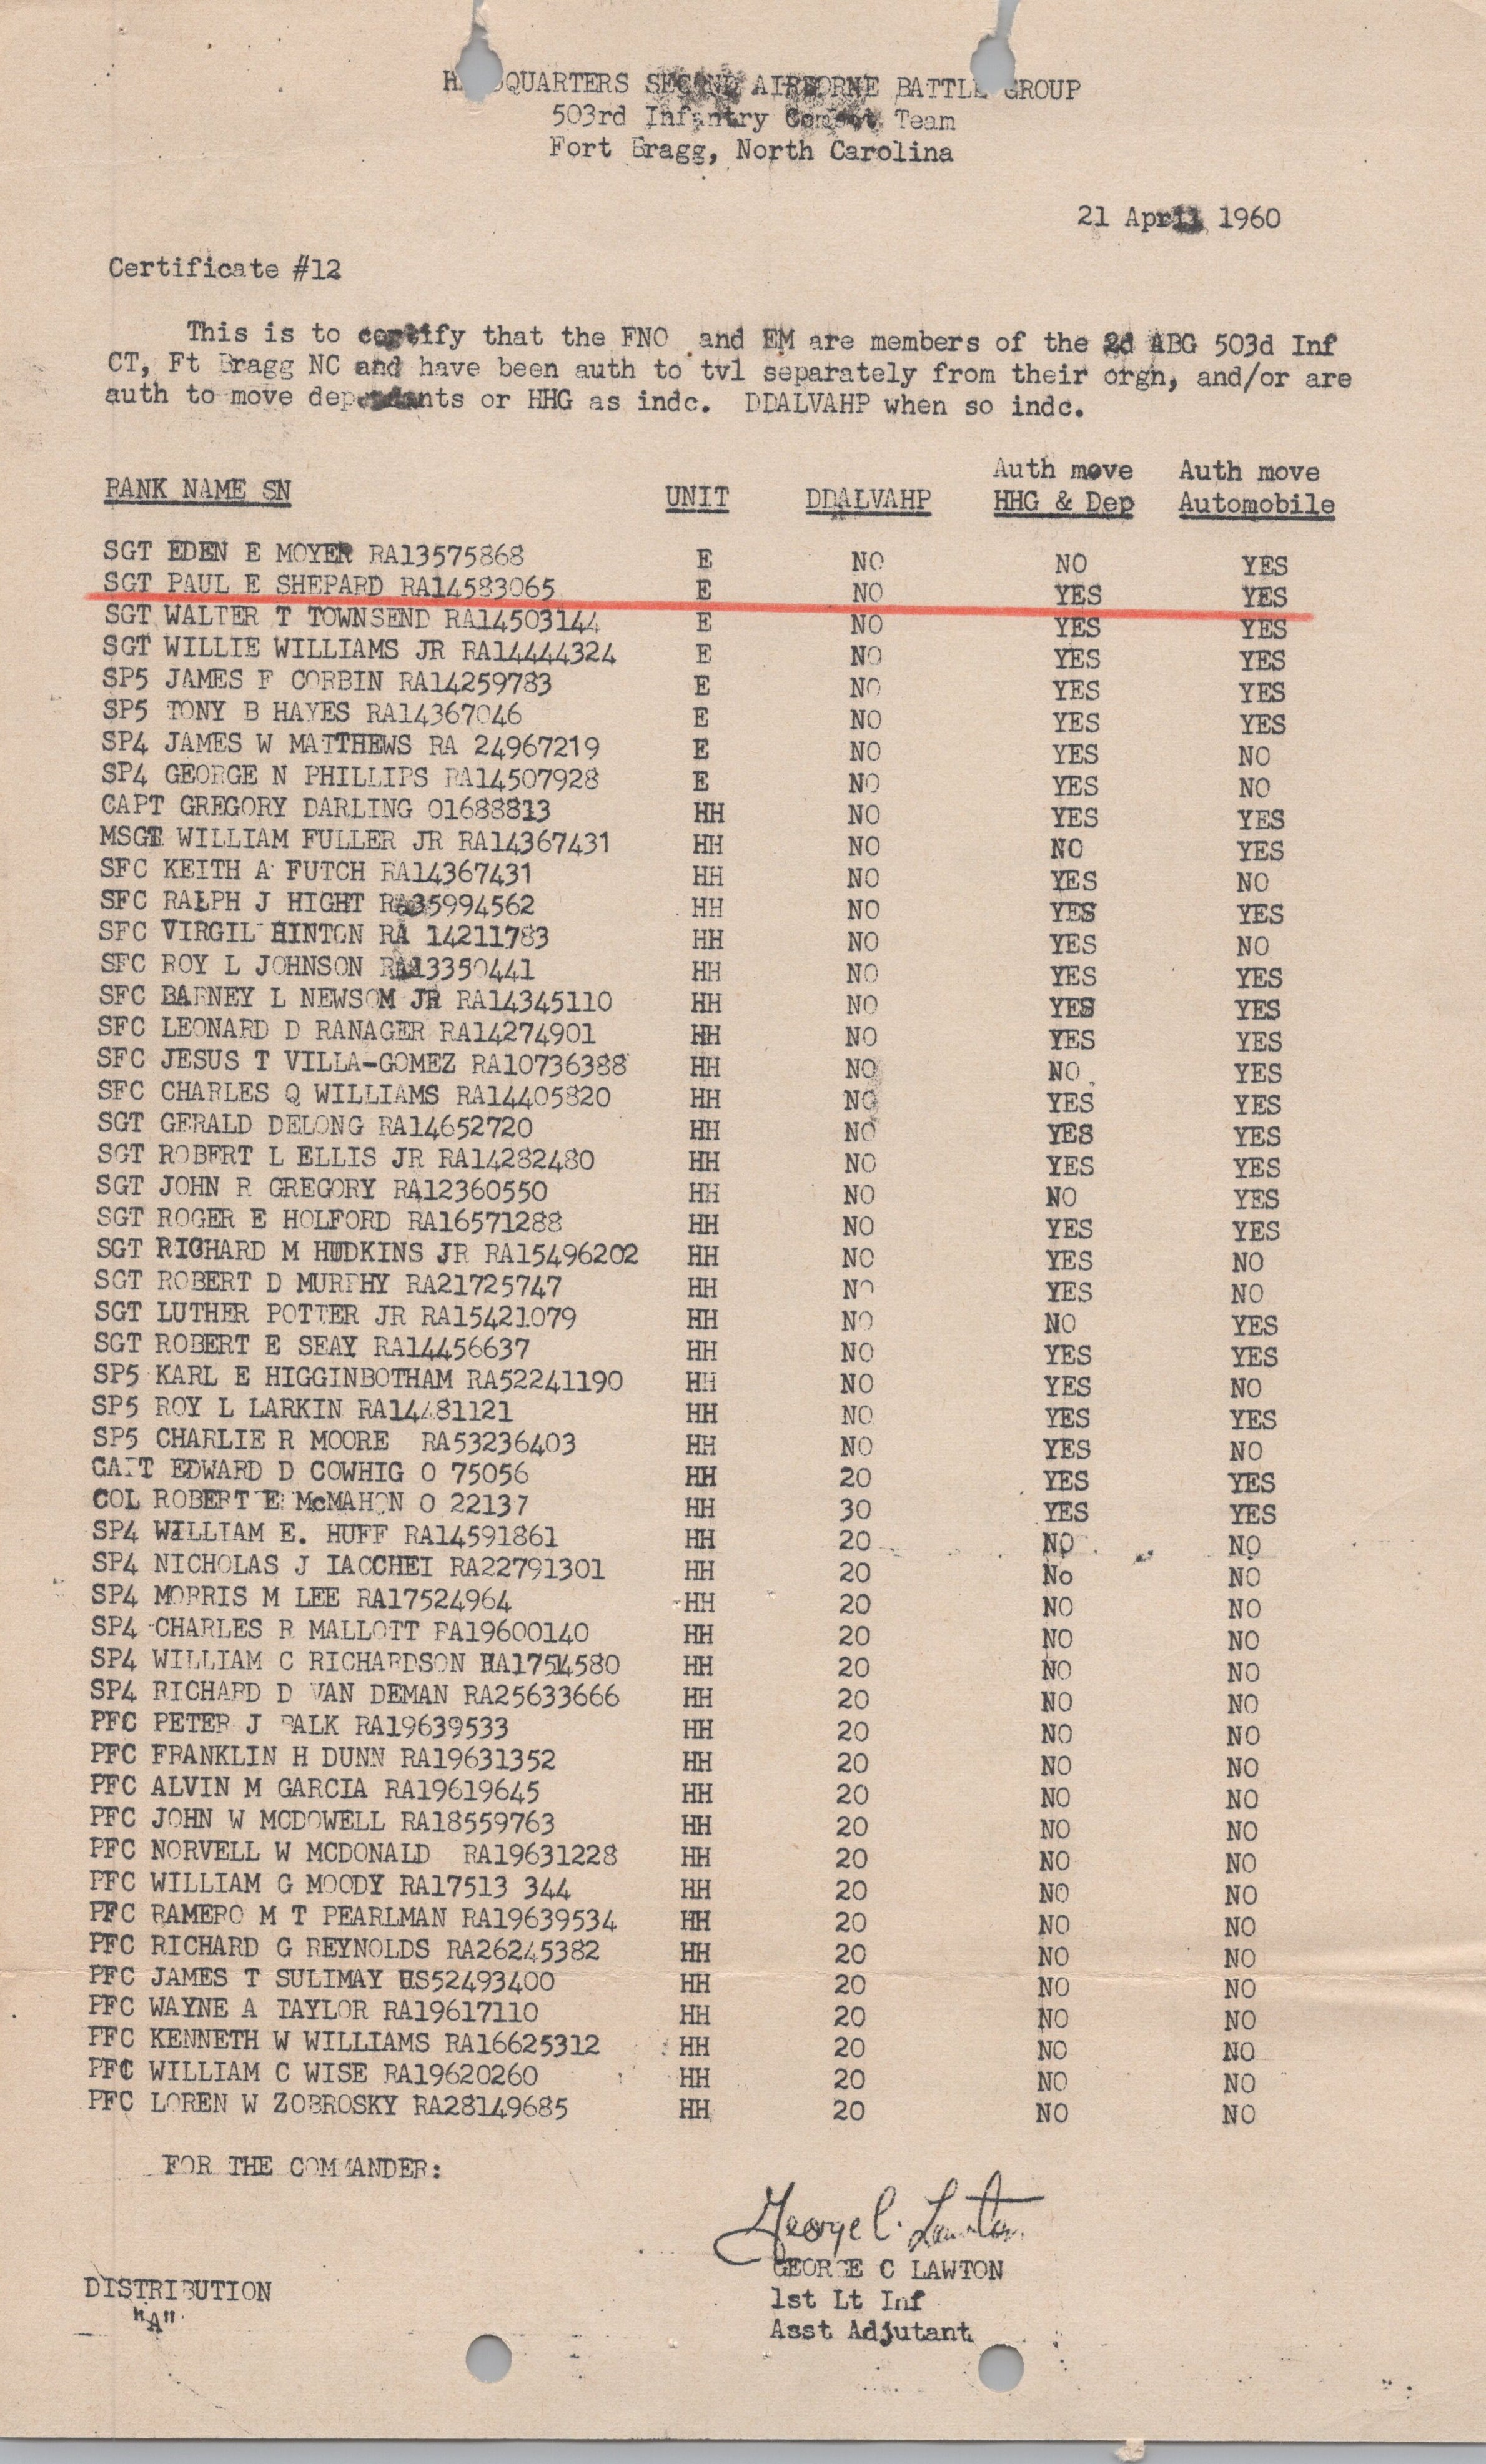 HEADQUARTERS SECOND AIRBORNE BATTLE GROUP
503rd Infantry Combat Team
Fort Bragg, North Carolina
21 April 1960
Certificate #12
This is to certify that the FNO and EM are members of the 2d ABG 503d Inf
CT, Ft Bragg NC and have been auth to tvl separately from their orgn, and/or are
auth to move dependants or HHG as indc. DDALVAHP when so indc.
Auth move Auth move
RANK NAME SN UNIT DDALVAHP HHG & Dep Automobile
SGT EDEN E MOYER RA13575868 E NO NO YES
SGT PAUL E SHEPARD RA14583065 E NO YES YES
SGT WALTER T TOWNSEND RA14503144 E NO YES YES
SGT WILLIE WILLIAMS JR RA14444324 E NO YES YES
SP5 JAMES F CORBIN RA14259783 E NO YES YES
SP5 TONY B HAYES RA14367046 E NO YES YES
SP4 JAMES W MATTHEWS RA 24967219 E NO YES NO
SP4 GEORGE N PHILLIPS RA14507928 E NO YES NO
CAPT GREGORY DARLING 01688813 HH NO YES YES
MSGT WILLIAM FULLER JR RA14367431 HH NO NO YES
SFC KEITH A FUTCH RA14367431 HH NO YES NO
SFC RALPH J HIGHT RA35994562 HH NO YES YES
SFC VIRGIL HINTON RA 14211783 HH NO YES NO
SFC ROY L JOHNSON RA13350441 HH NO YES YES
SFC BARNEY L NEWSOM JR RA14345110 HH NO YES YES
SFC LEONARD D RANAGER RA14274901 HH NO YES YES
SFC JESUS T VILLA-GOMEZ RA10736388 HH NO NO YES
SFC CHARLES Q WILLIAMS RA14405820 HH NO YES YES
SGT GERALD DELONG RA14652720 HH NO YES YES
SGT ROBERT L ELLIS JR RA14282480 HH NO YES YES
SGT JOHN R GREGORY RA12360550 HH NO NO YES
SGT ROGER E HOLFORD RA16571288 HH NO YES YES
SGT RICHARD M HUDKINS JR RA15496202 HH NO YES NO
SGT ROBERT D MURPHY RA21725747 HH NO YES NO
SGT LUTHER POTTER JR RA15421079 HH NO NO YES
SGT ROBERT E SEAY RA14456637 HH NO YES YES
SP5 KARL E HIGGINBOTHAM RA52241190 HH NO YES NO
SP5 ROY L LARKIN RA14481121 HH NO YES YES
SP5 CHARLIE R MOORE RA53236403 HH NO YES NO
CAPT EDWARD D COWHIG O 75056 HH 20 YES YES
COL ROBERT E McMAHON O 22137 HH 30 YES YES
SP4 WILLIAM E. HUFF RA14591861 HH 20 NO NO
SP4 NICHOLAS J IACCHEI RA22791301 HH 20 No NO
SP4 MORRIS M LEE RA17524964 HH 20 NO NO
SP4 CHARLES R MALLOTT RA19600140 HH 20 NO NO
SP4 WILLIAM C RICHARDSON RA1754580 HH 20 NO NO
SP4 RICHARD D VAN DEMAN RA25633666 HH 20 NO NO
PFC PETER J BALK RA19639533 HH 20 NO NO
PFC FRANKLIN H DUNN RA19631352 HH 20 NO NO
PFC ALVIN M GARCIA RA19619645 HH 20 NO NO
PFC JOHN W MCDOWELL RA18559763 HH 20 NO NO
PFC NORVELL W MCDONALD RA19631228 HH 20 NO NO
PFC WILLIAM G MOODY RA17513 344 HH 20 NO NO
PFC RAMERO M T PEARLMAN RA19639534 HH 20 NO NO
PFC RICHARD G REYNOLDS RA26245382 HH 20 NO NO
PFC JAMES T SULIMAY US52493400 HH 20 NO NO
PFC WAYNE A TAYLOR RA19617110 HH 20 NO NO
PFC KENNETH W WILLIAMS RA16625312 HH 20 NO NO
PFC WILLIAM C WISE RA19620260 HH 20 NO NO
PFC LOREN W ZOBROSKY RA28149685 HH 20 NO NO
FOR THE COMMANDER:
George C. Lawton
GEORGE C LAWTON
1st Lt Inf
Asst Adjutant
DISTRIBUTION
"A"